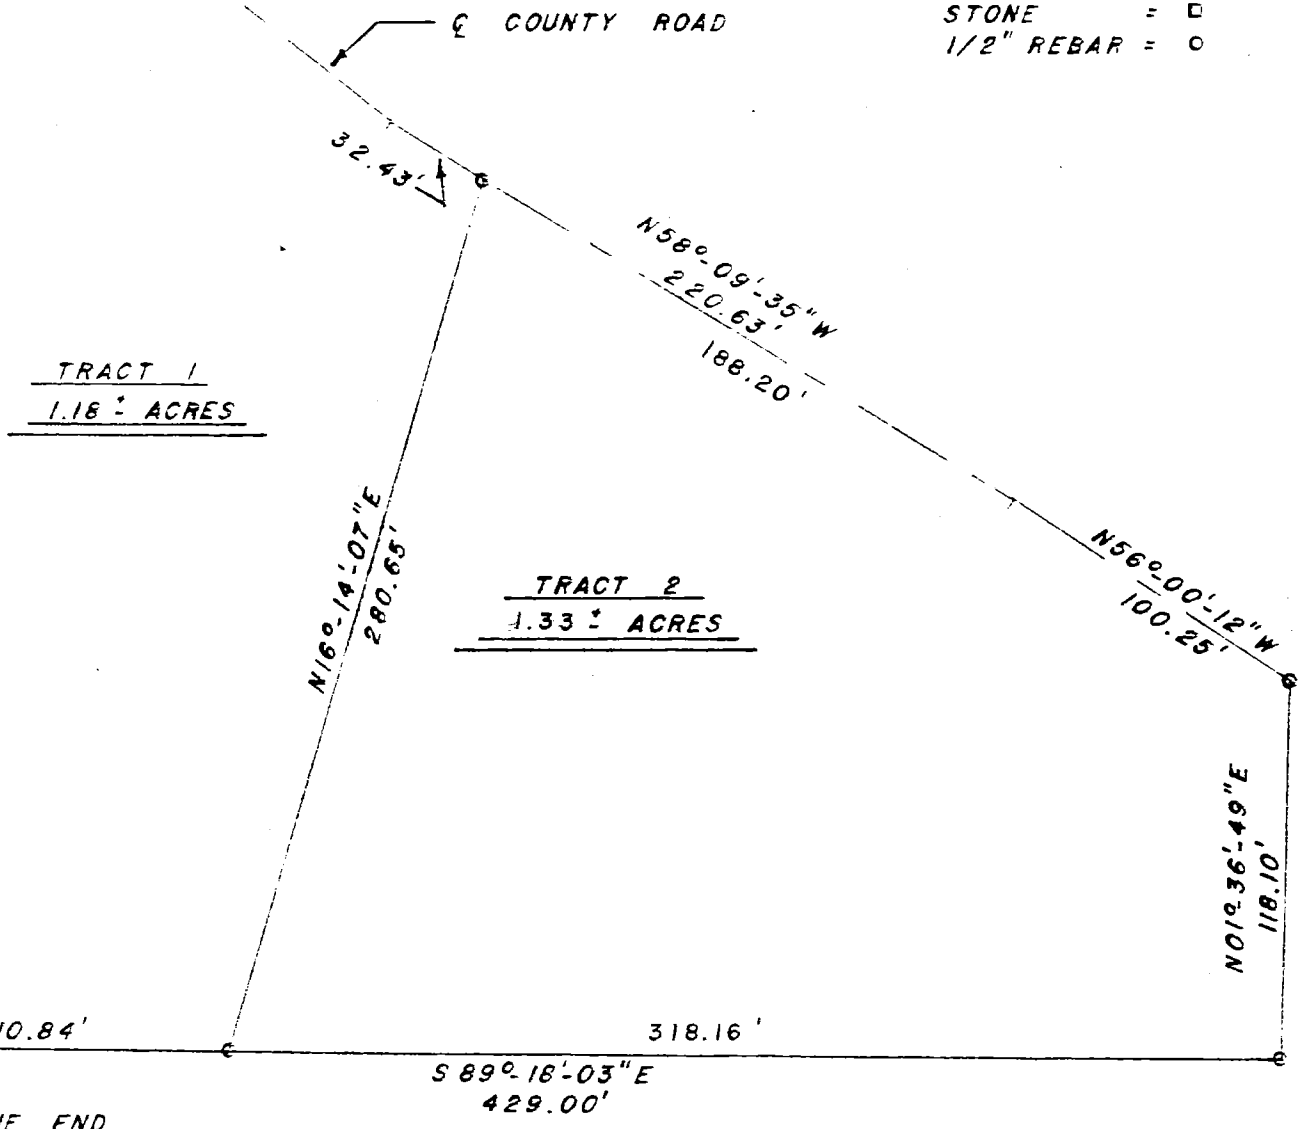 ℄ COUNTY ROAD
STONE = □
1/2" REBAR = ○
32.43'
N58°-09'-35"W
220.63'
188.20'
TRACT 1
1.18 ± ACRES
N16°-14'-07"E
280.65'
TRACT 2
1.33 ± ACRES
N56°-00'-12"W
100.25'
N01°-36'-49"E
118.10'
10.84'
318.16'
S 89°-18'-03"E
429.00'
END